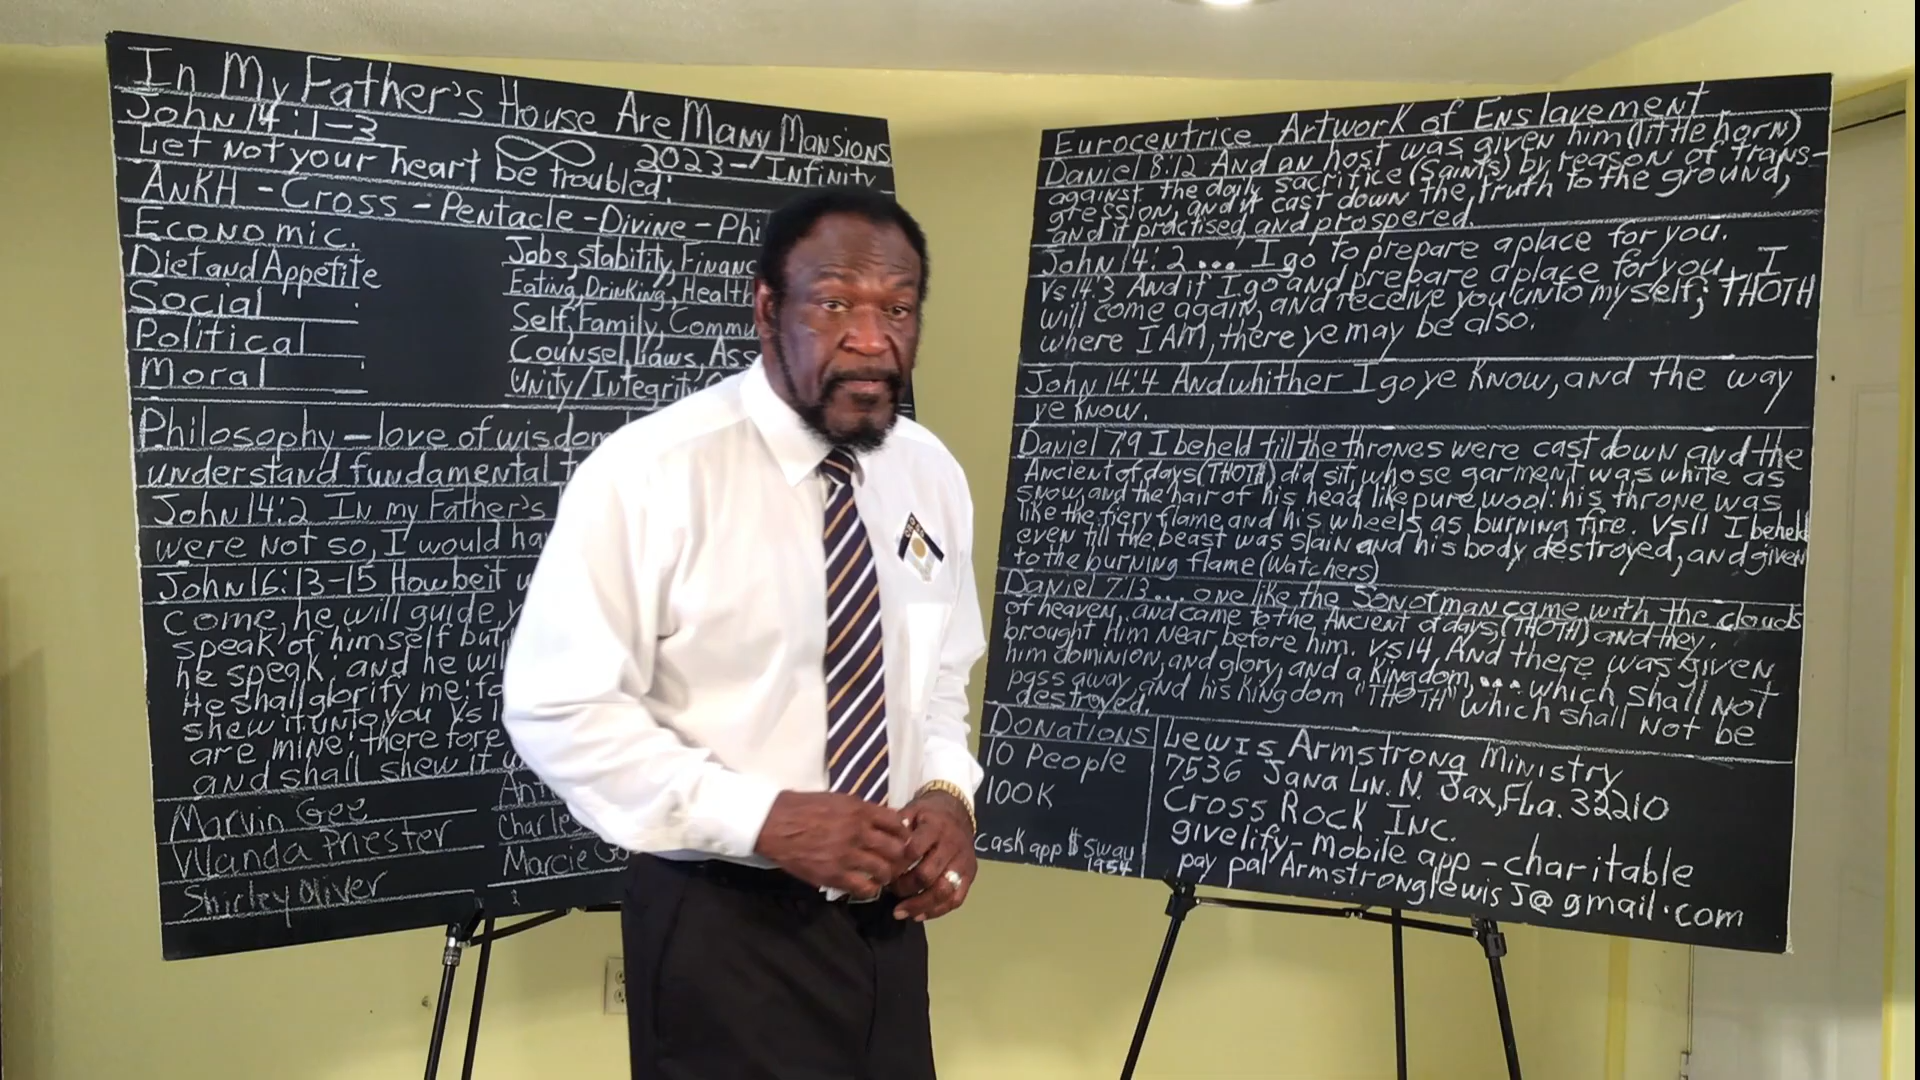 In My Father's House Are Many Mansions
John 14:1-3
2023- Infinity
Let Not your heart be troubled:
AnKH - Cross - Pentacle - Divine - Phi
Economic.
Jobs, stability, Financ
Diet and Appetite
Eating, Drinking, Health
Social
Self, Family, Commu
Political
Counsel, Laws, Ass
Moral
Unity/Integrity
Philosophy - love of wisdom
understand fundamental t
John 14:2 In my Father's
were Not so, I would ha
John 16:13-15 Howbeit w
come, he will guide y
speak of himself but
he speak: and he wil
He shall glorify me: fo
shew it unto you Vs 1
are mine: therefore
and shall shew it u
Marvin Gee
Ant
Wanda Priester
Charles
Shirley Oliver
Marcie Go
Eurocentrice Artwork of Enslavement
Daniel 8:12 And an host was given him (little horn)
against the daily sacrifice (Saints) by reason of trans-
gression, and it cast down the truth to the ground;
and it practised, and prospered.
John 14:2 ... I go to prepare a place for you.
Vs 14:3 And if I go and prepare a place for you, I
will come again, and receive you unto myself; THOTH
where I AM, there ye may be also.
John 14:4 And whither I go ye Know, and the way
ye know.
Daniel 7:9 I beheld till the thrones were cast down and the
Ancient of days (THOTH) did sit, whose garment was white as
snow, and the hair of his head like pure wool: his throne was
like the fiery flame, and his wheels as burning fire. Vs 11 I beheld
even till the beast was slain and his body destroyed, and given
to the burning flame (Watchers)
Daniel 7:13 ... one like the Son of man came with the clouds
of heaven, and came to the Ancient of days, (THOTH) and they
brought him near before him. Vs 14 And there was given
him dominion, and glory, and a Kingdom, ... which shall Not
pass away, and his Kingdom "THOTH" which shall Not be
destroyed.
Donations
10 People
100K
cash app $ Sway
1954
Lewis Armstrong Ministry
7536 Jana Ln. N. Jax, Fla. 32210
Cross Rock Inc.
givelify - mobile app - charitable
pay pal ArmstronglewisJ@gmail.com